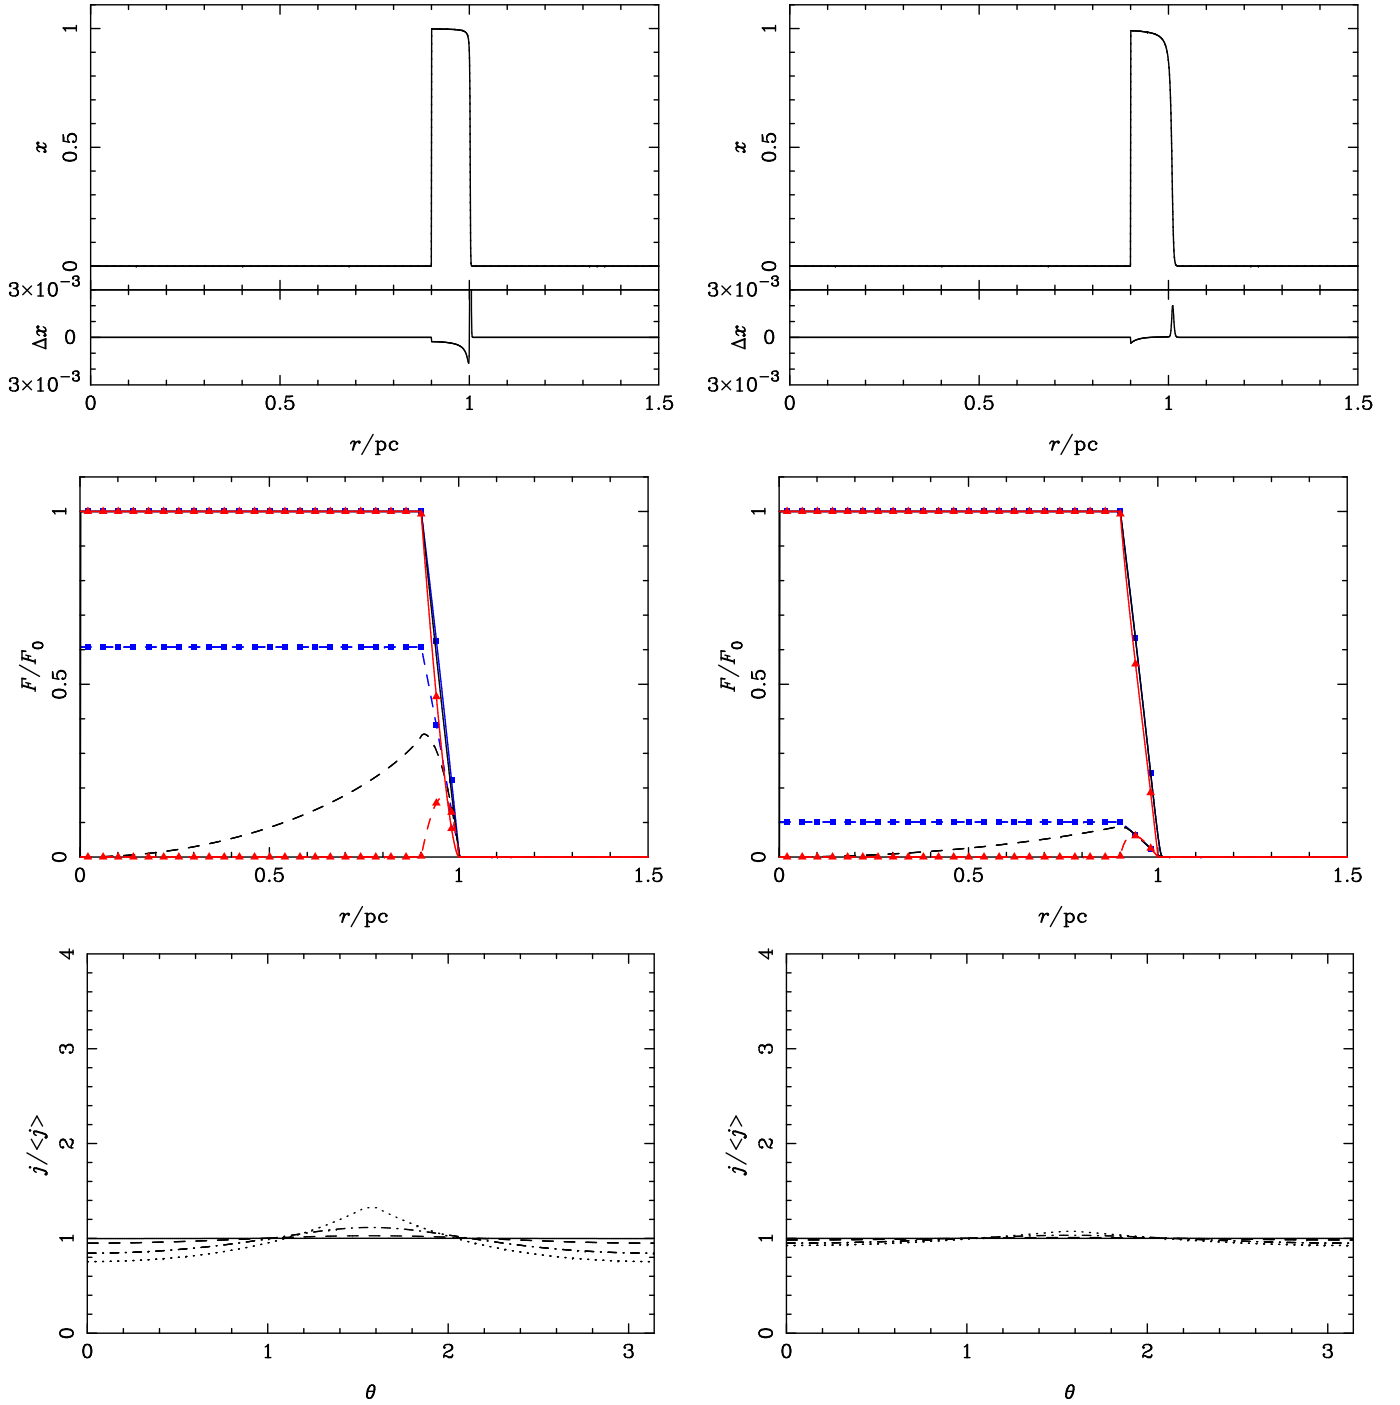 1 1
x 0.5 x 0.5
0 0
3×10⁻³ 3×10⁻³
Δx 0 Δx 0
3×10⁻³ 3×10⁻³
0 0.5 1 1.5 0 0.5 1 1.5
r/pc r/pc
1 1
F/F₀ 0.5 F/F₀ 0.5
0 0
0 0.5 1 1.5 0 0.5 1 1.5
r/pc r/pc
4 4
3 3
j/<j> 2 j/<j> 2
1 1
0 0
0 1 2 3 0 1 2 3
θ θ